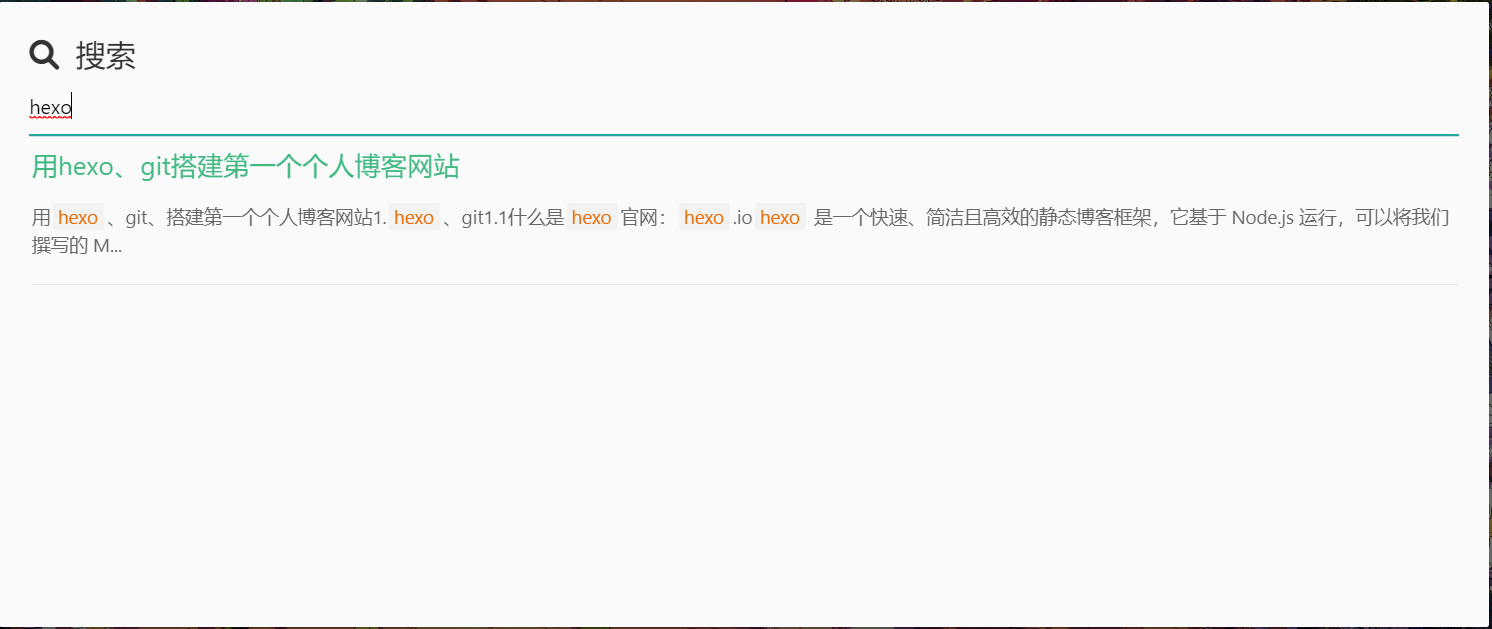 搜索
hexo
用hexo、git搭建第一个个人博客网站
用 hexo 、git、搭建第一个个人博客网站1. hexo 、git1.1什么是 hexo 官网： hexo .io hexo 是一个快速、简洁且高效的静态博客框架，它基于 Node.js 运行，可以将我们
撰写的 M...